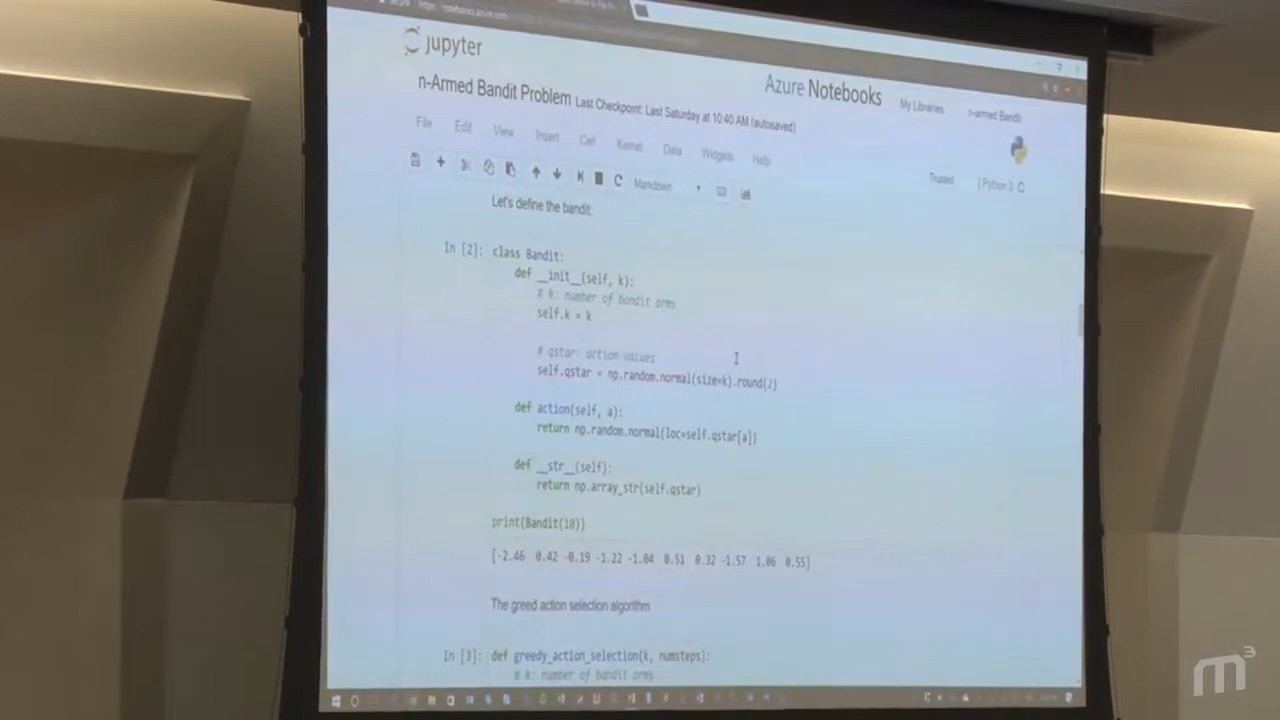 jupyter
Azure Notebooks
My Libraries
n-armed Bandit
n-Armed Bandit Problem Last Checkpoint: Last Saturday at 10:40 AM (autosaved)
File Edit View Insert Cell Kernel Data Widgets Help
Trusted
Python 3
Markdown
Let's define the bandit:
In [2]: class Bandit:
def __init__(self, k):
# k: number of bandit arms
self.k = k
# qstar: action values
self.qstar = np.random.normal(size=k).round(2)
def action(self, a):
return np.random.normal(loc=self.qstar[a])
def __str__(self):
return np.array_str(self.qstar)
print(Bandit(10))
[-2.46 0.42 -0.19 -1.22 -1.04 0.51 0.32 -1.57 1.06 0.55]
The greed action selection algorithm
In [3]: def greedy_action_selection(k, numsteps):
# k: number of bandit arms
m3